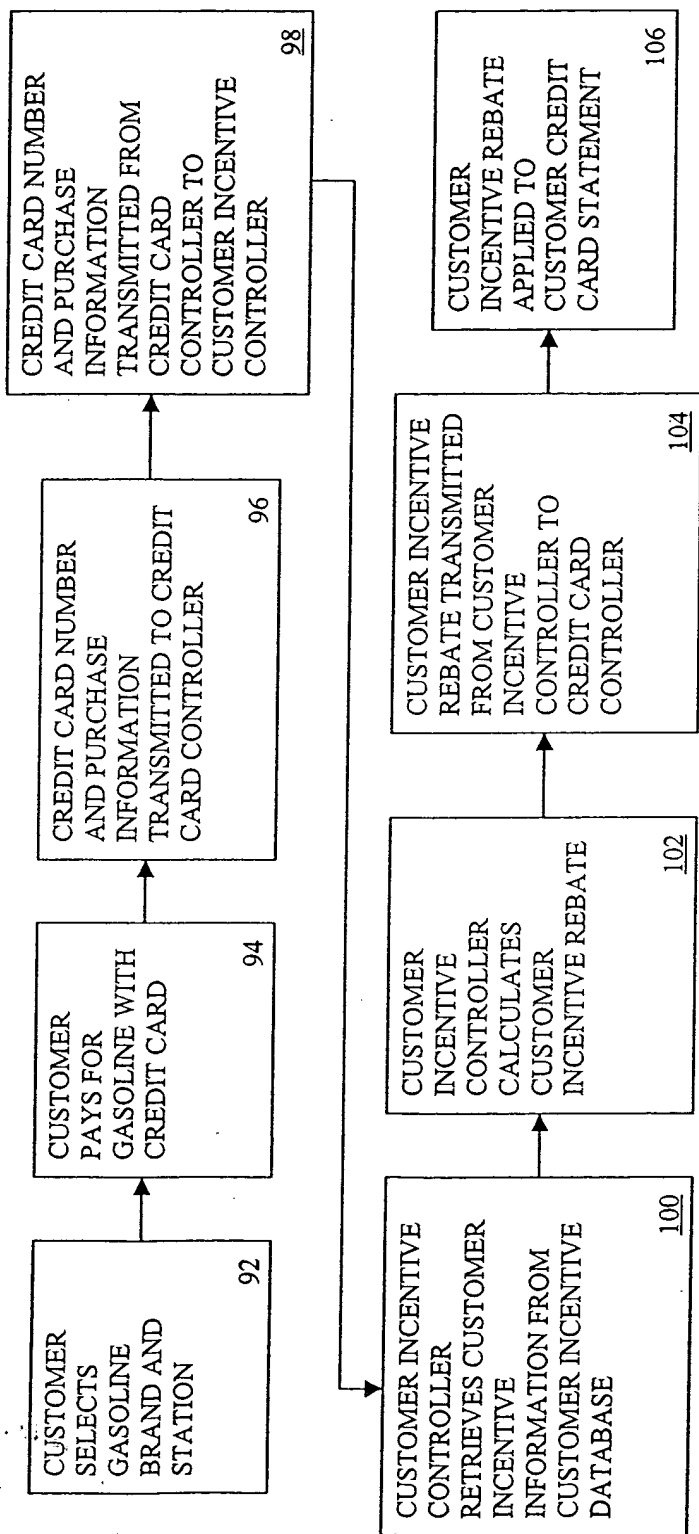 CUSTOMER
SELECTS
GASOLINE
BRAND AND
STATION
92
CUSTOMER
PAYS FOR
GASOLINE WITH
CREDIT CARD
94
CREDIT CARD NUMBER
AND PURCHASE
INFORMATION
TRANSMITTED TO CREDIT
CARD CONTROLLER
96
CREDIT CARD NUMBER
AND PURCHASE
INFORMATION
TRANSMITTED FROM
CREDIT CARD
CONTROLLER TO
CUSTOMER INCENTIVE
CONTROLLER
98
CUSTOMER INCENTIVE
CONTROLLER
RETRIEVES CUSTOMER
INCENTIVE
INFORMATION FROM
CUSTOMER INCENTIVE
DATABASE
100
CUSTOMER
INCENTIVE
CONTROLLER
CALCULATES
CUSTOMER
INCENTIVE REBATE
102
CUSTOMER INCENTIVE
REBATE TRANSMITTED
FROM CUSTOMER
INCENTIVE
CONTROLLER TO
CREDIT CARD
CONTROLLER
104
CUSTOMER
INCENTIVE REBATE
APPLIED TO
CUSTOMER CREDIT
CARD STATEMENT
106